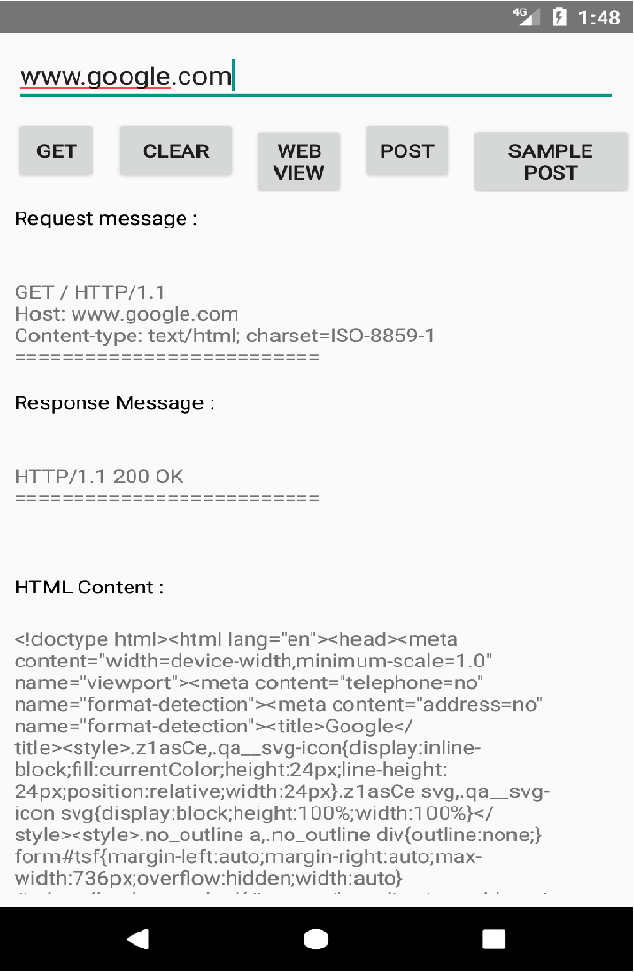 4G 1:48
www.google.com
GET CLEAR WEB VIEW POST SAMPLE POST
Request message :
GET / HTTP/1.1
Host: www.google.com
Content-type: text/html; charset=ISO-8859-1
==========================
Response Message :
HTTP/1.1 200 OK
==========================
HTML Content :
<!doctype html><html lang="en"><head><meta
content="width=device-width,minimum-scale=1.0"
name="viewport"><meta content="telephone=no"
name="format-detection"><meta content="address=no"
name="format-detection"><title>Google</
title><style>.z1asCe,.qa__svg-icon{display:inline-
block;fill:currentColor;height:24px;line-height:
24px;position:relative;width:24px}.z1asCe svg,.qa__svg-
icon svg{display:block;height:100%;width:100%}</
style><style>.no_outline a,.no_outline div{outline:none;}
form#tsf{margin-left:auto;margin-right:auto;max-
width:736px;overflow:hidden;width:auto}